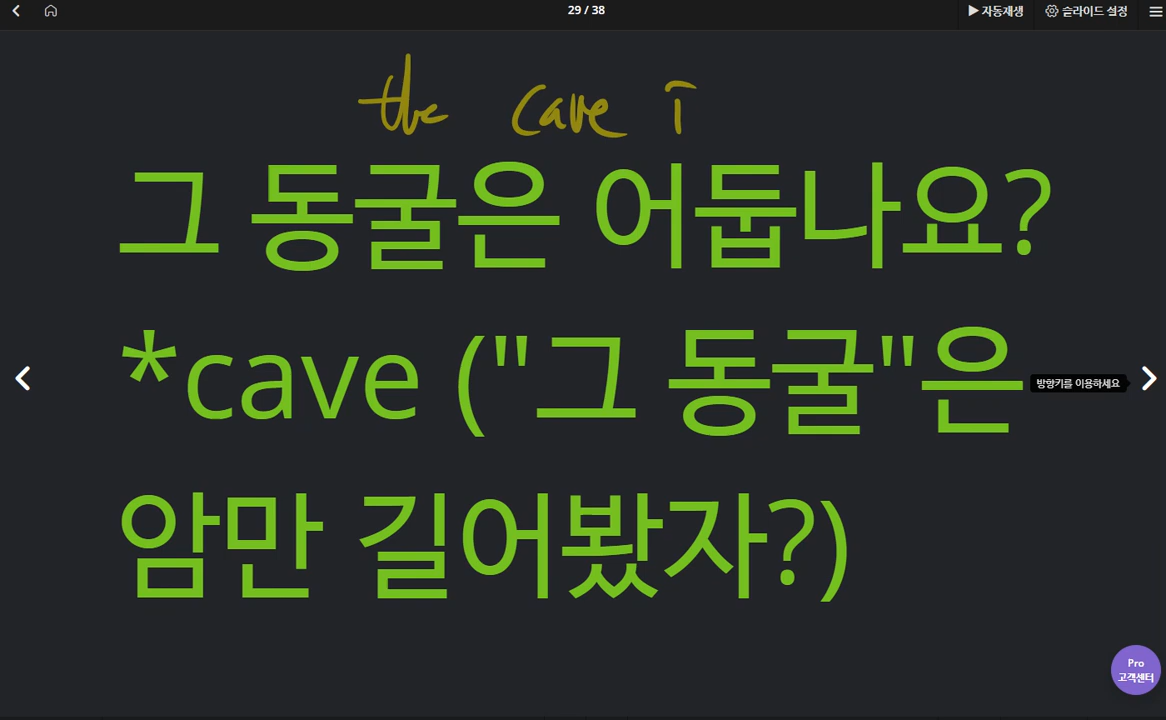 29 / 38
▶ 자동재생
슬라이드 설정
the cave i
그 동굴은 어둡나요?
*cave ("그 동굴"은
방향키를 이용하세요
암만 길어봤자?)
Pro
고객센터